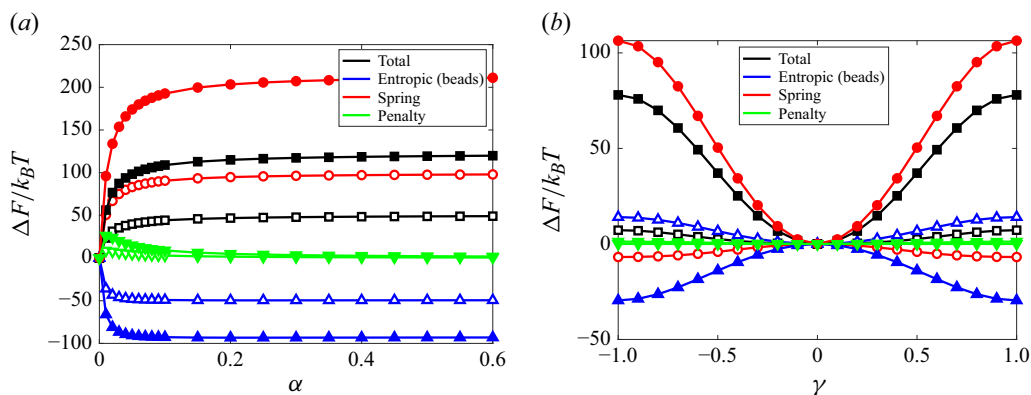 (a)
250
200
150
100
50
0
−50
−100
0
0.2
0.4
0.6
ΔF/k_BT
α
Total
Entropic (beads)
Spring
Penalty
(b)
100
50
0
−50
−1.0
−0.5
0
0.5
1.0
ΔF/k_BT
γ
Total
Entropic (beads)
Spring
Penalty